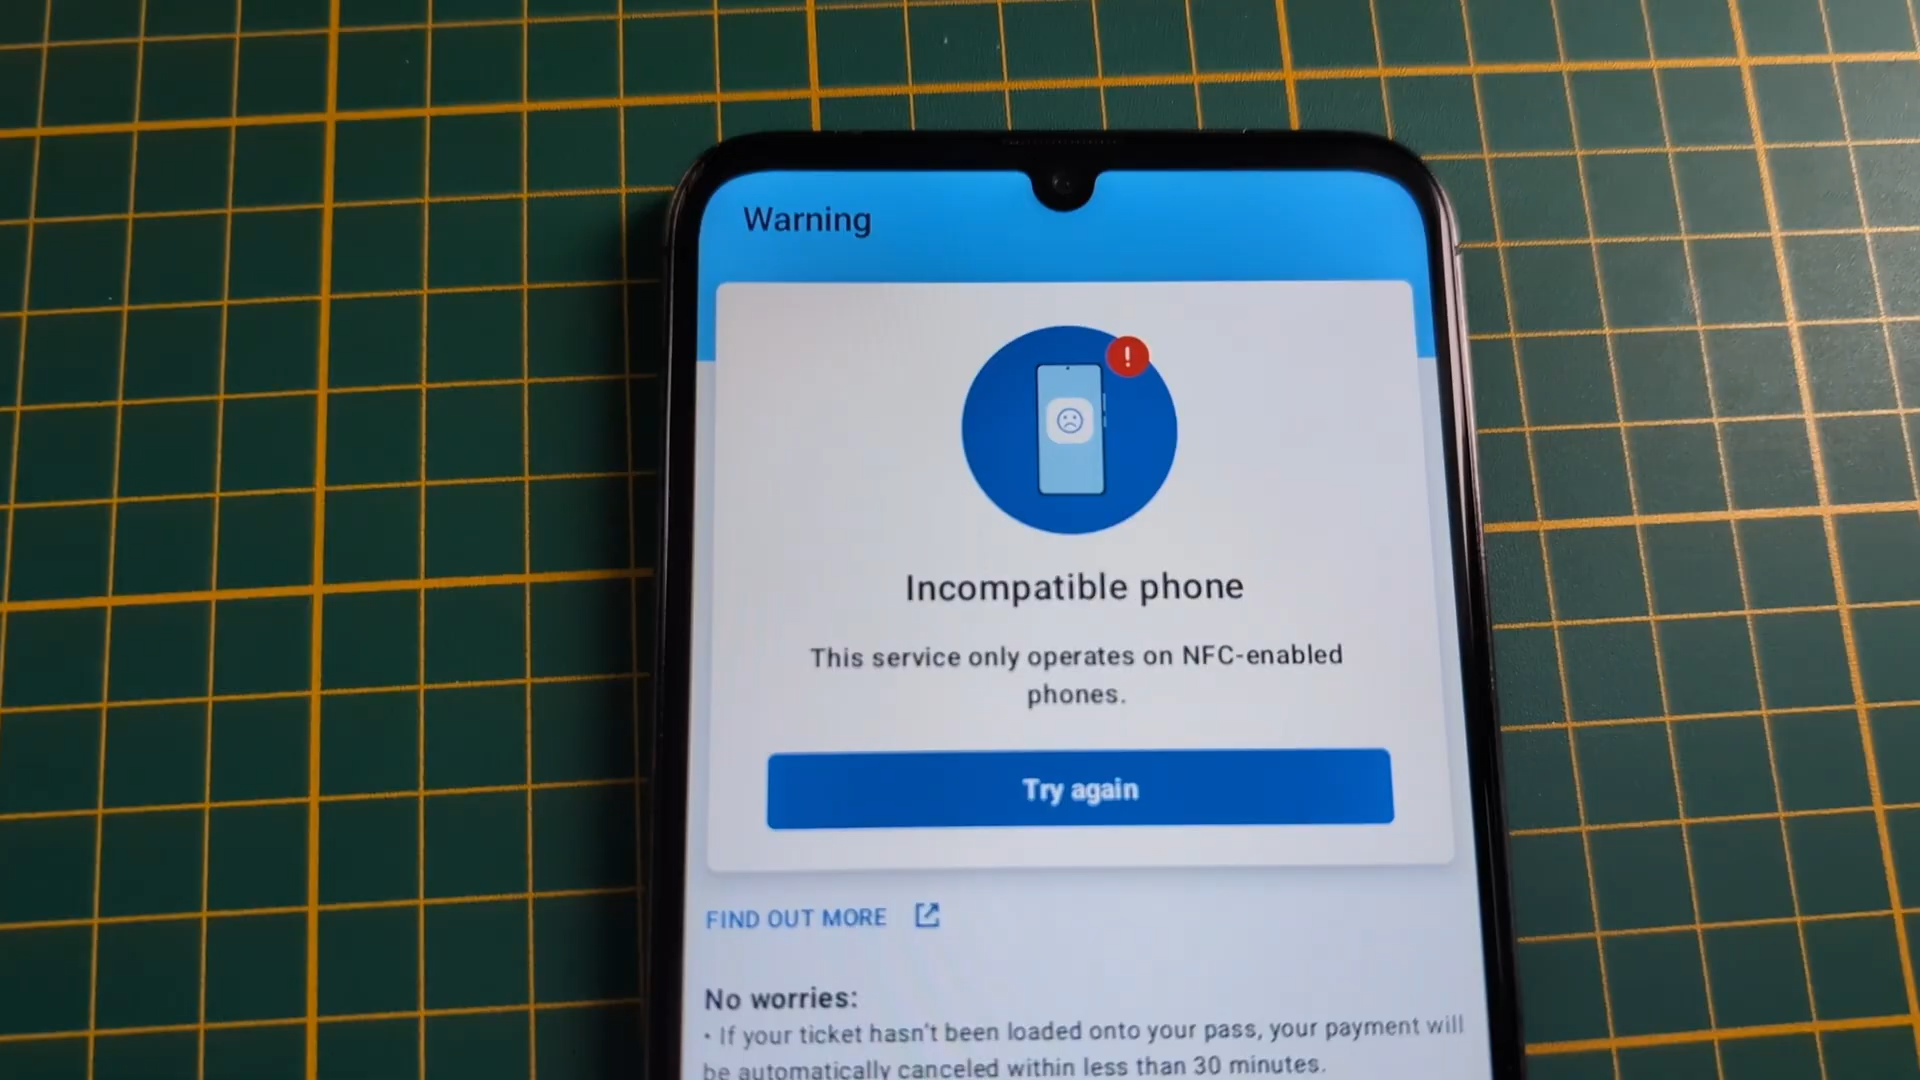 Warning
!
Incompatible phone
This service only operates on NFC-enabled
phones.
Try again
FIND OUT MORE
No worries:
• If your ticket hasn't been loaded onto your pass, your payment will
be automatically canceled within less than 30 minutes.